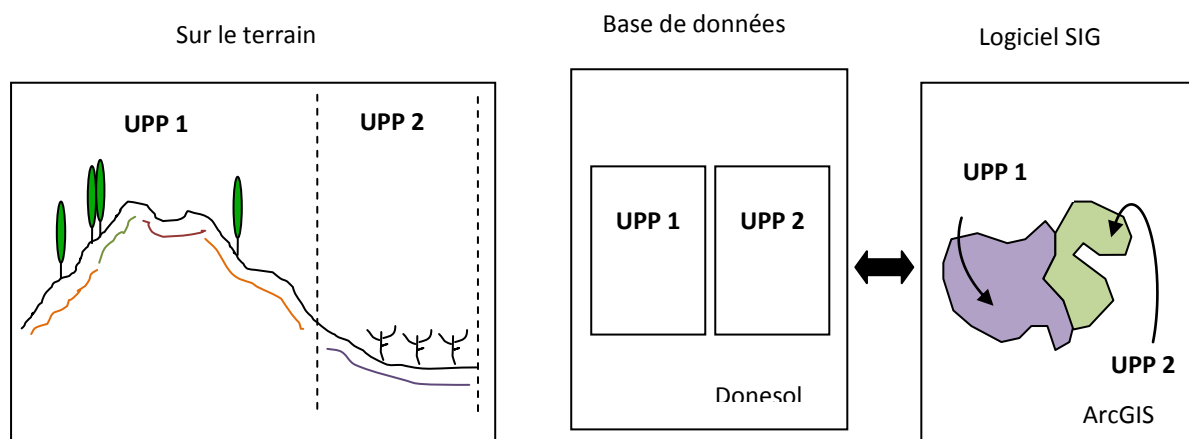 Sur le terrain
UPP 1
UPP 2
Base de données
UPP 1
UPP 2
Donesol
Logiciel SIG
UPP 1
UPP 2
ArcGIS